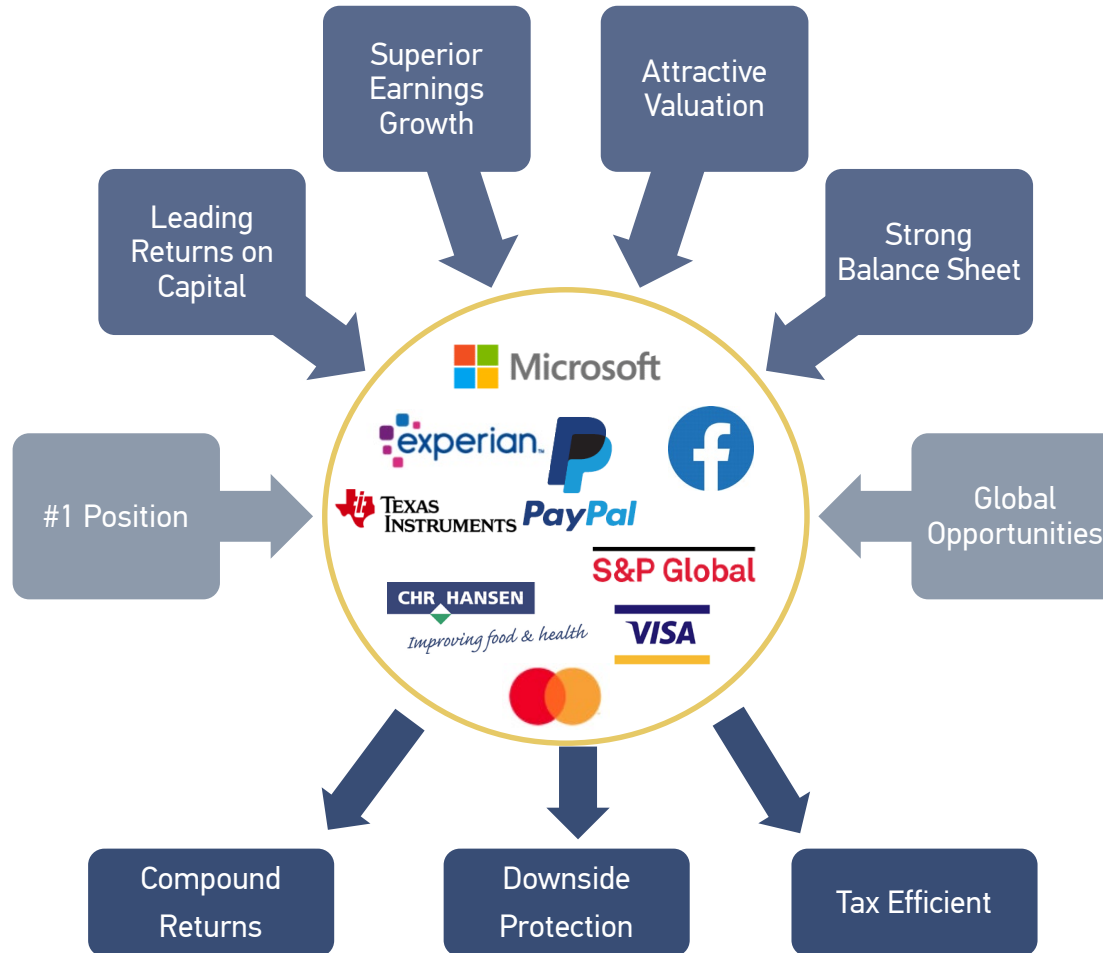 Superior
Earnings
Growth
Attractive
Valuation
Leading
Returns on
Capital
Strong
Balance Sheet
Microsoft
experian™
PayPal
#1 Position
TEXAS
INSTRUMENTS
Global
Opportunities
S&P Global
CHR HANSEN
Improving food & health
VISA
Compound
Returns
Downside
Protection
Tax Efficient